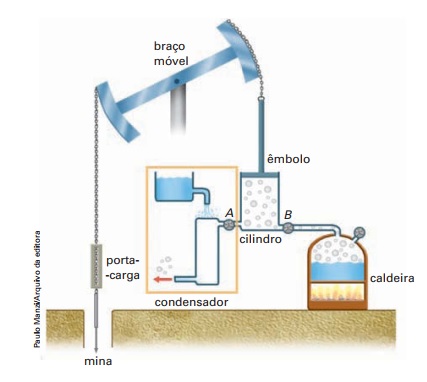 braço
móvel
êmbolo
A
B
cilindro
porta-
-carga
caldeira
condensador
mina
Paulo Manzi/Arquivo da editora